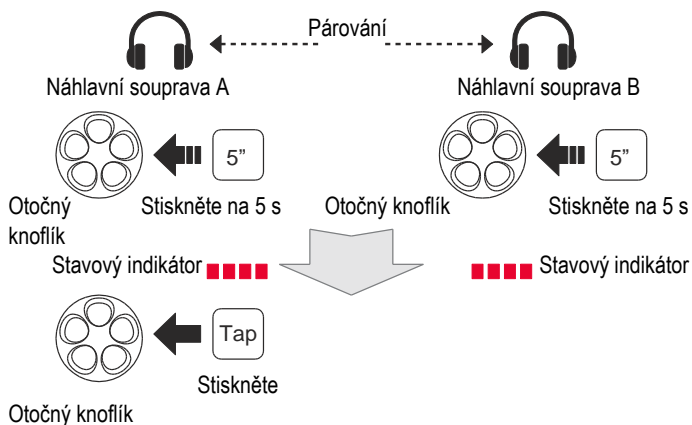 Párování
Náhlavní souprava A
Náhlavní souprava B
5”
5”
Otočný knoflík
Stiskněte na 5 s
Otočný knoflík
Stiskněte na 5 s
Stavový indikátor
Stavový indikátor
Tap
Stiskněte
Otočný knoflík